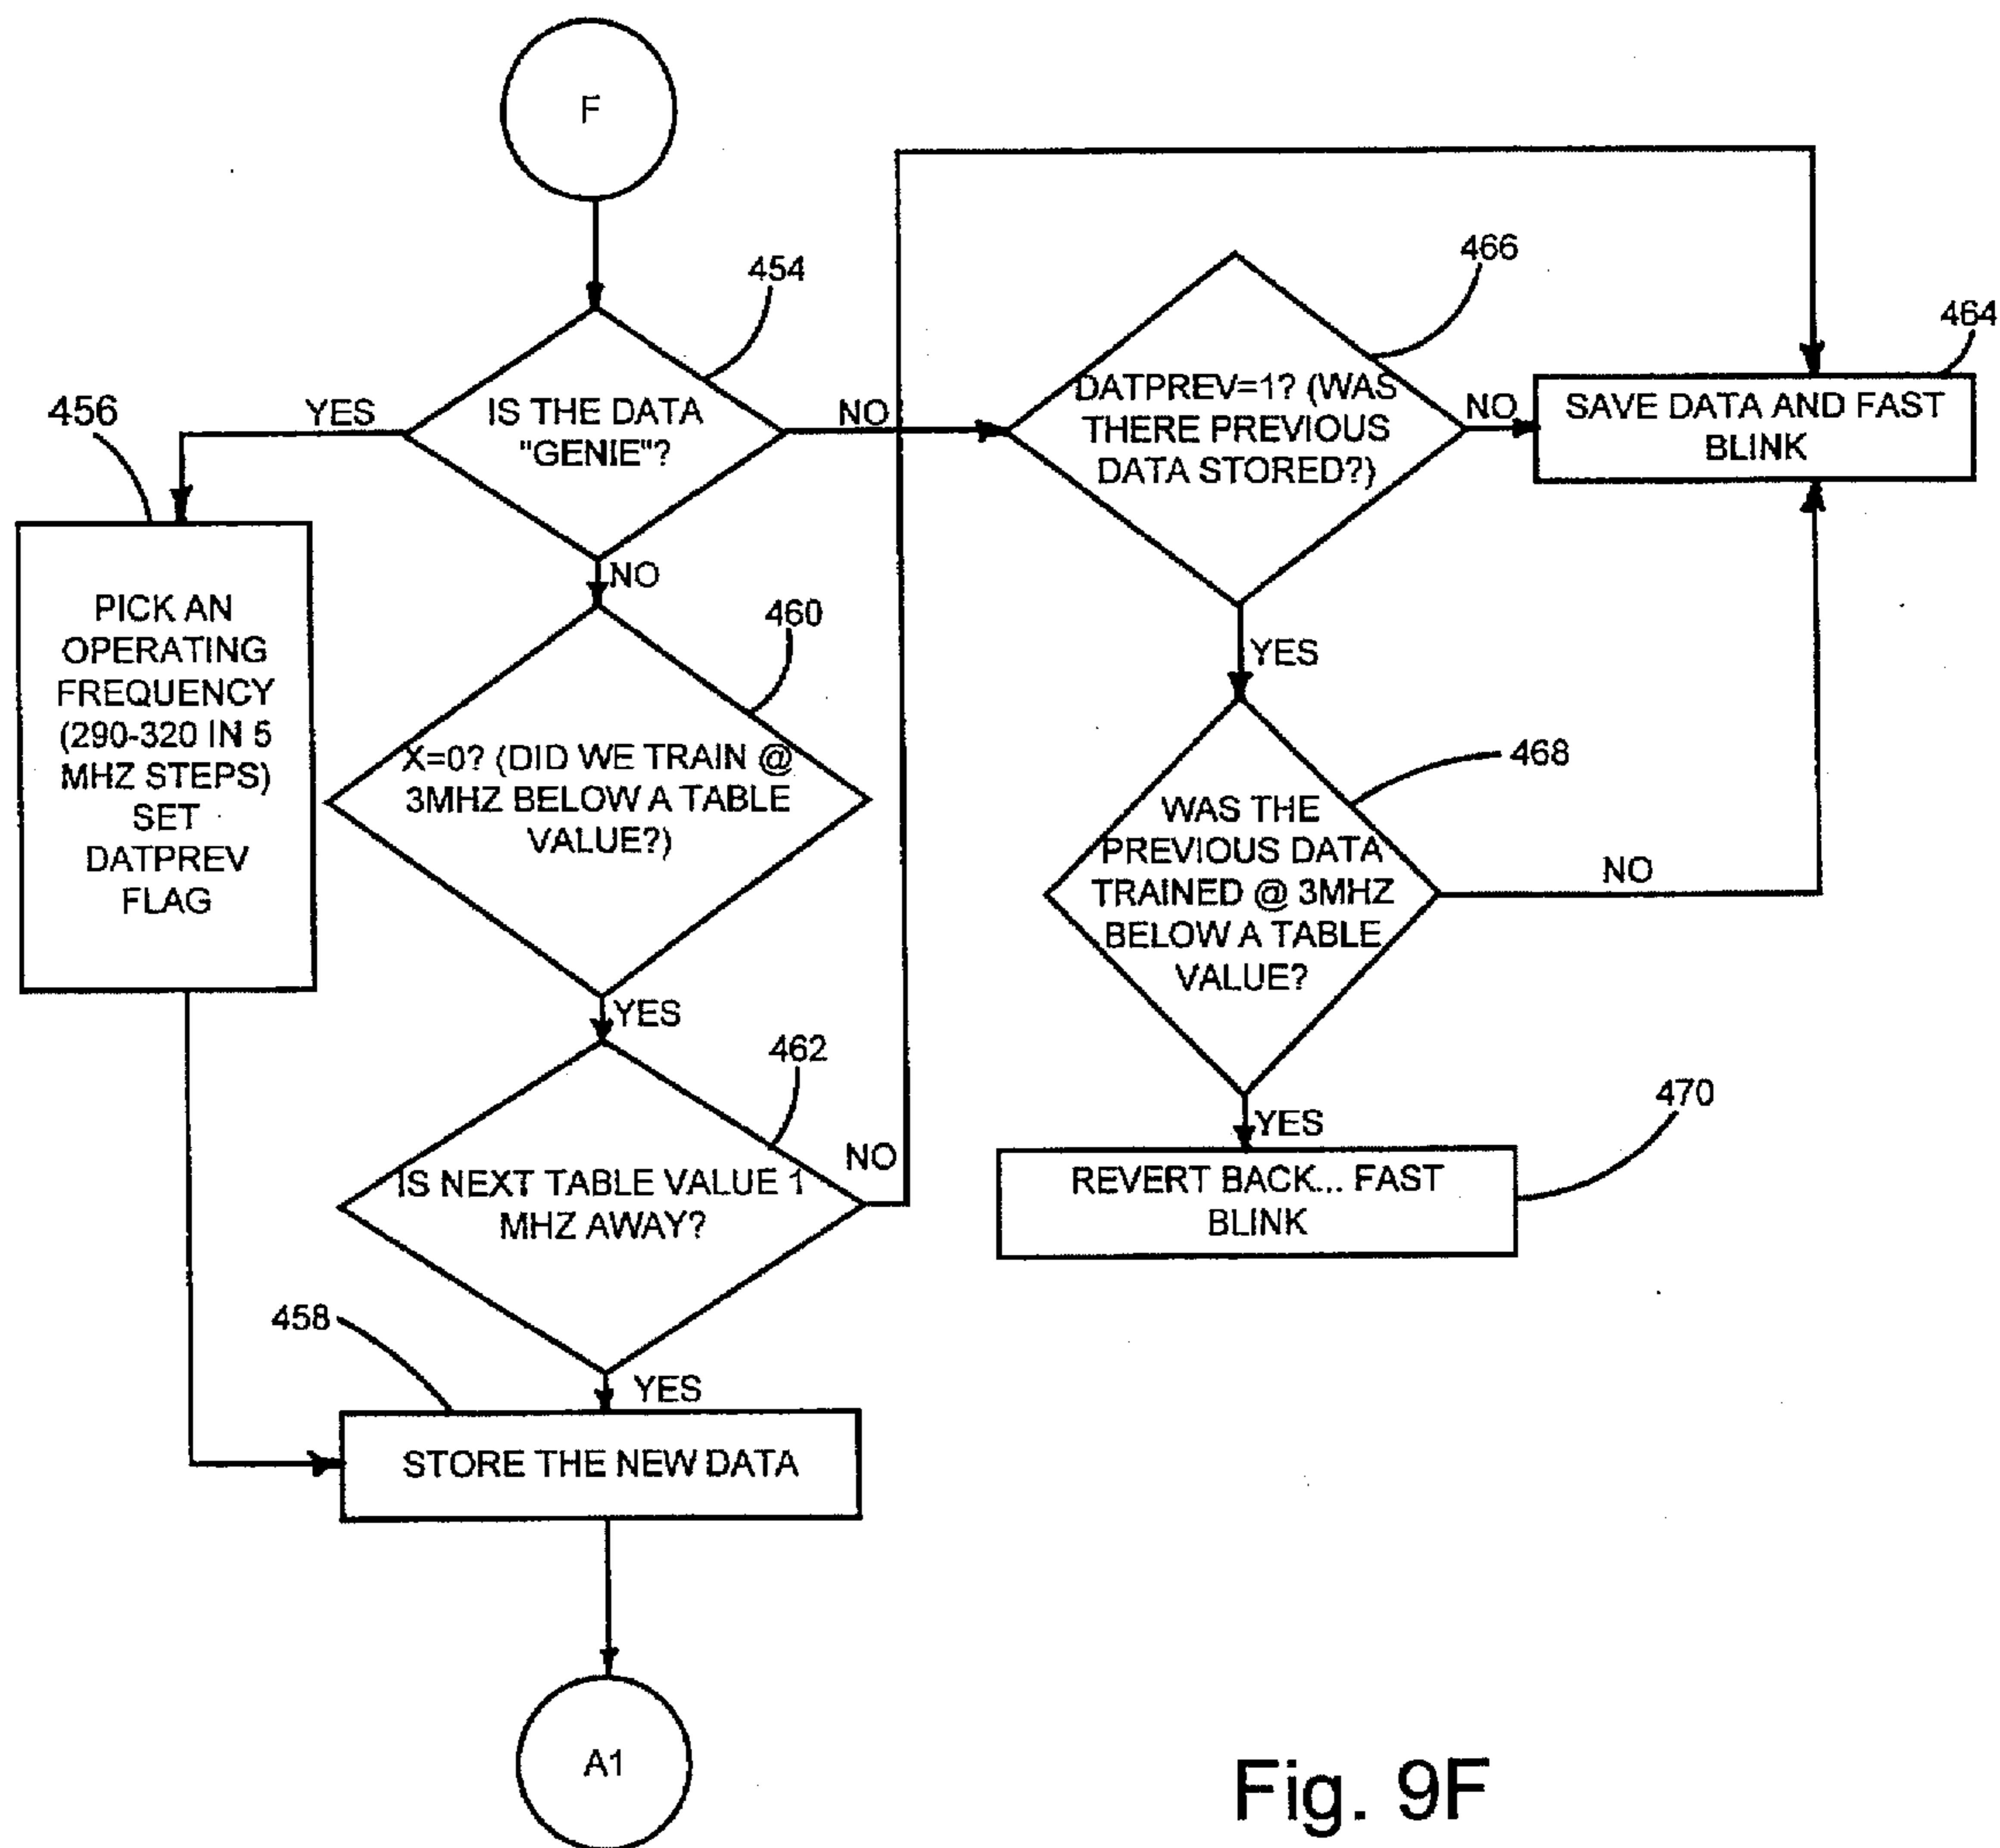 F
454
IS THE DATA
"GENIE"?
YES
NO
NO
456
PICK AN
OPERATING
FREQUENCY
(290-320 IN 5
MHZ STEPS)
SET
DATPREV
FLAG
460
X=0? (DID WE TRAIN @
3MHZ BELOW A TABLE
VALUE?)
YES
462
IS NEXT TABLE VALUE 1
MHZ AWAY?
NO
YES
458
STORE THE NEW DATA
A1
466
DATPREV=1? (WAS
THERE PREVIOUS
DATA STORED?)
NO
YES
464
SAVE DATA AND FAST
BLINK
468
WAS THE
PREVIOUS DATA
TRAINED @ 3MHZ
BELOW A TABLE
VALUE?
NO
YES
470
REVERT BACK... FAST
BLINK
Fig. 9F